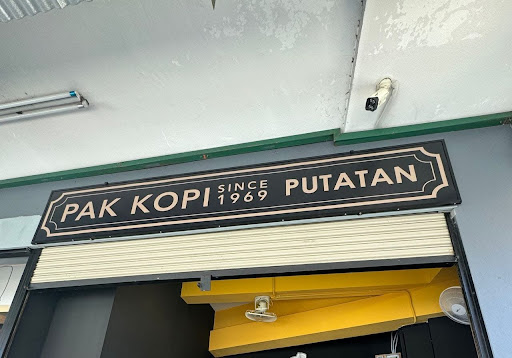 PAK KOPI SINCE 1969 PUTATAN